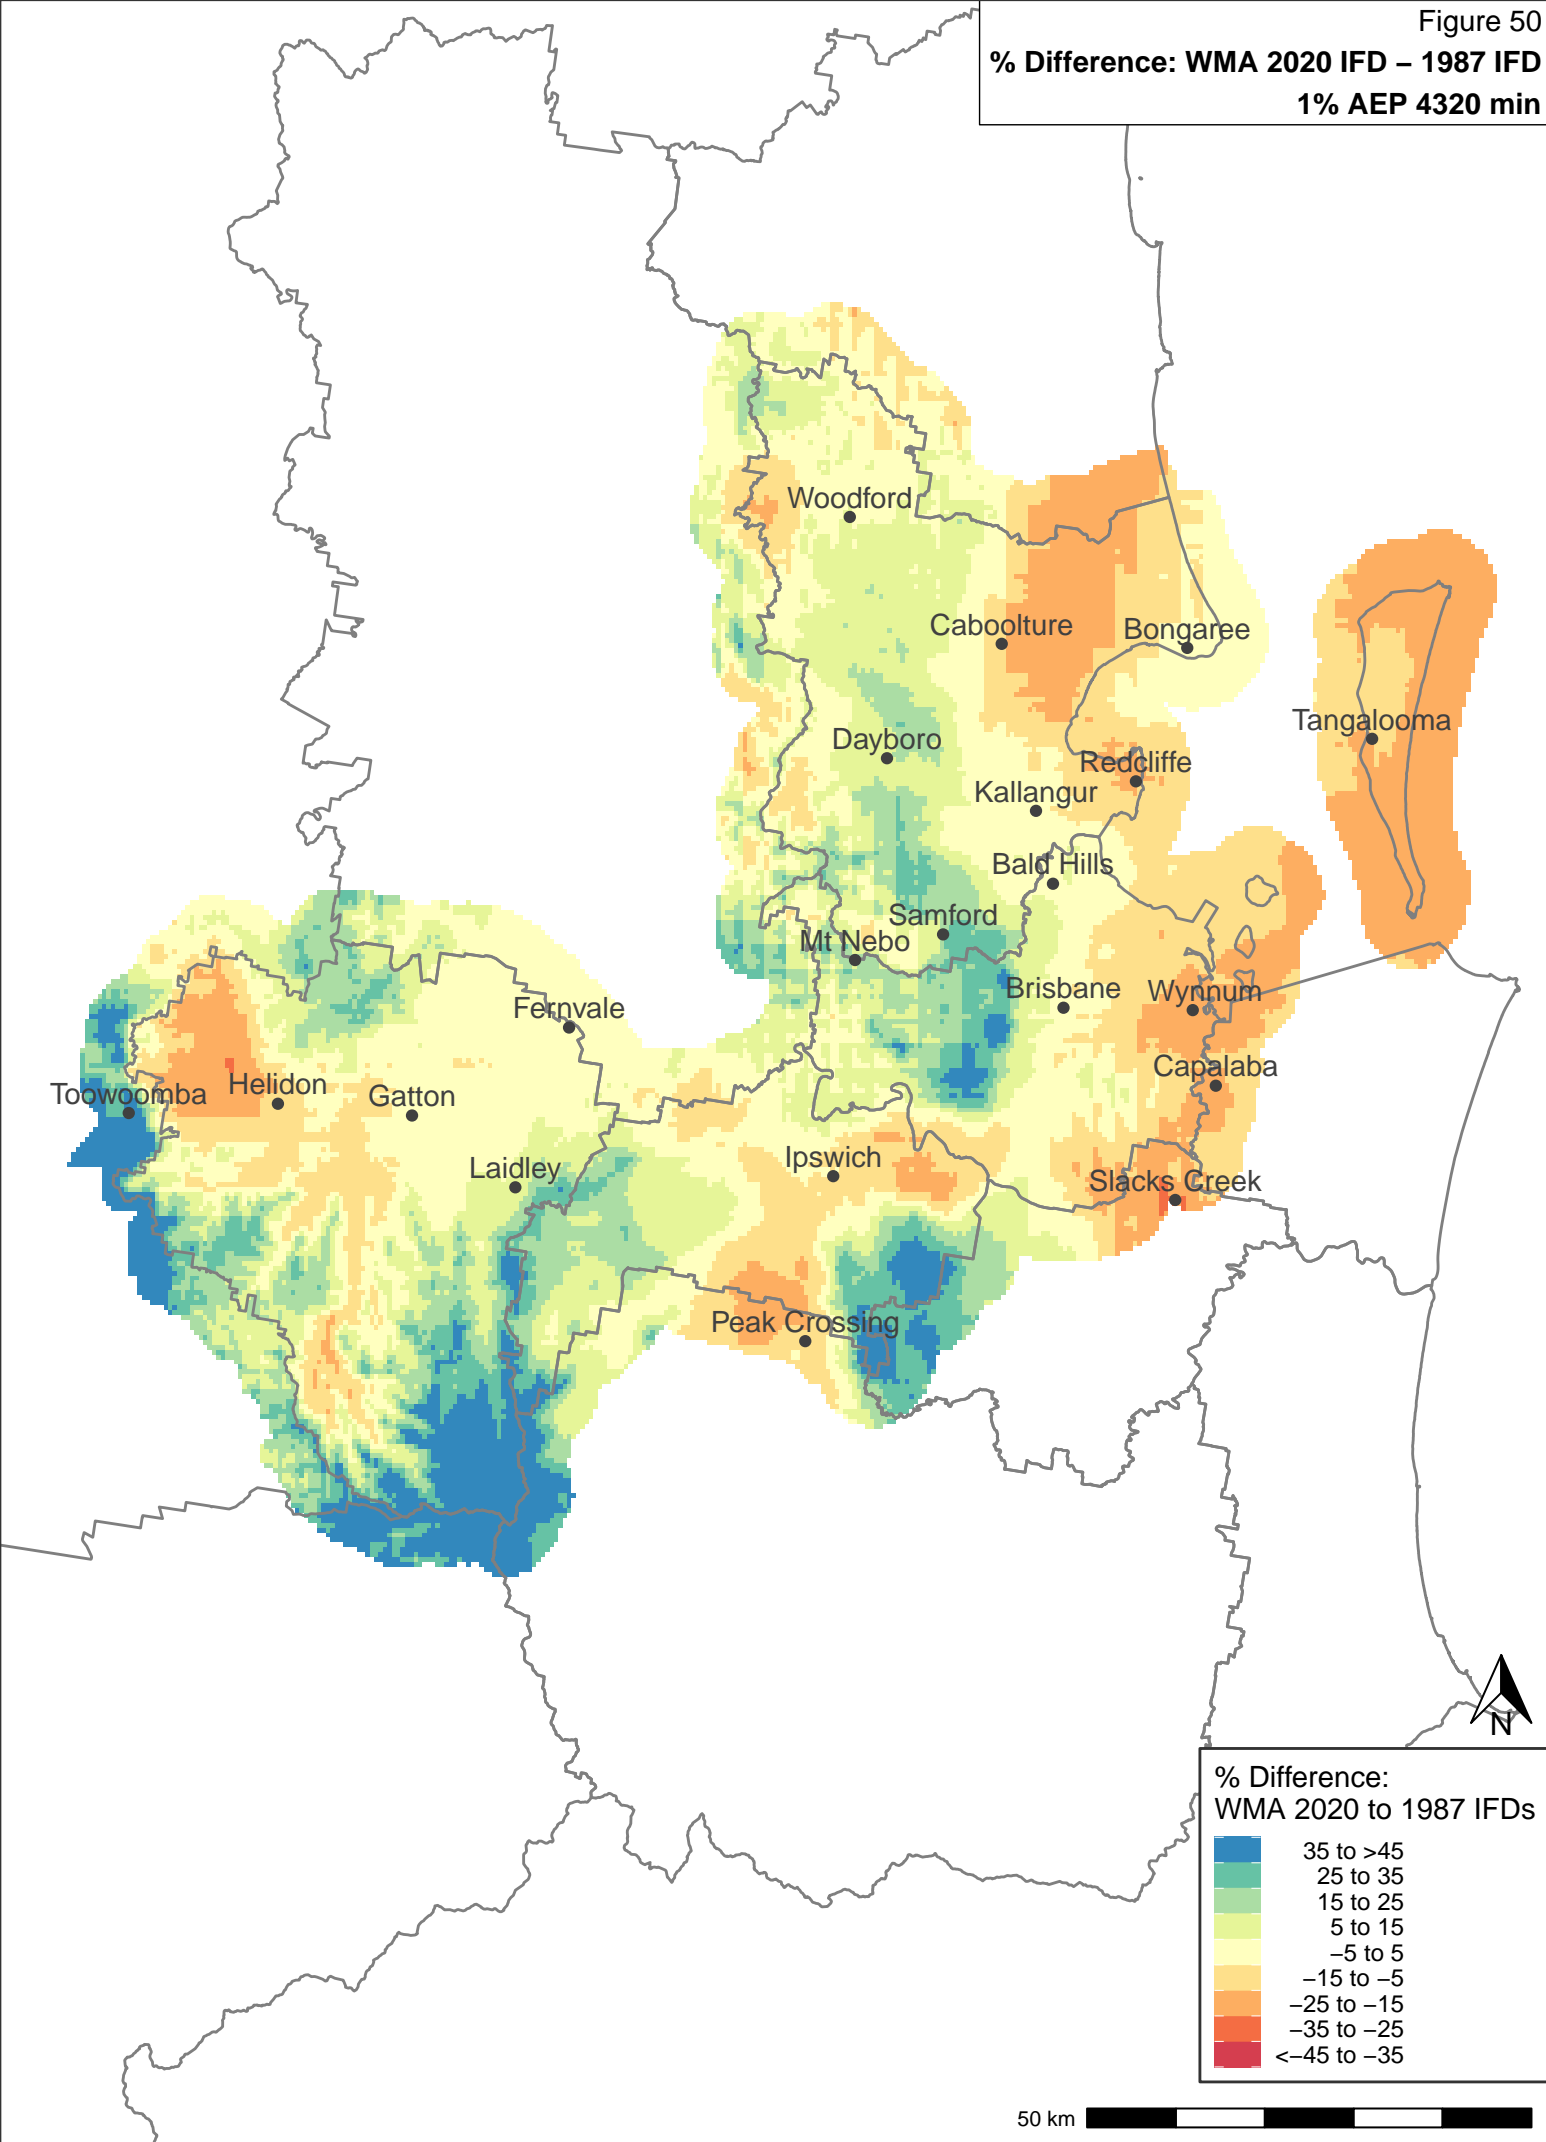 Figure 50
% Difference: WMA 2020 IFD – 1987 IFD
1% AEP 4320 min
Woodford
Caboolture
Bongaree
Tangalooma
Dayboro
Redcliffe
Kallangur
Bald Hills
Samford
Mt Nebo
Brisbane
Wynnum
Fernvale
Capalaba
Toowoomba
Helidon
Gatton
Ipswich
Laidley
Slacks Creek
Peak Crossing
N
% Difference:
WMA 2020 to 1987 IFDs
35 to >45
25 to 35
15 to 25
5 to 15
−5 to 5
−15 to −5
−25 to −15
−35 to −25
<−45 to −35
50 km